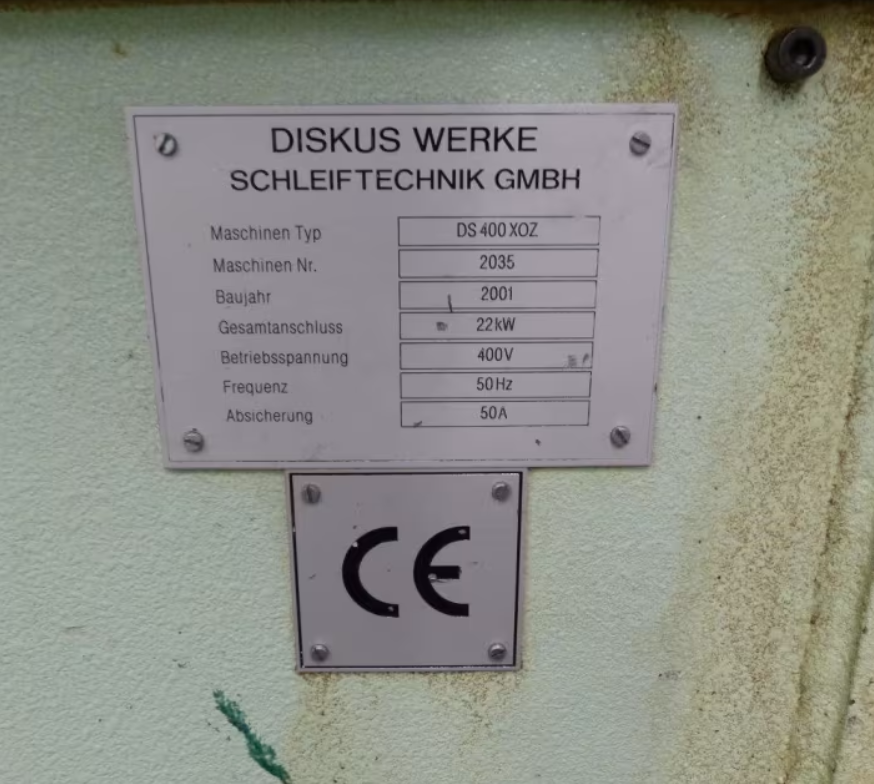 DISKUS WERKE
SCHLEIFTECHNIK GMBH
Maschinen Typ DS 400 XOZ
Maschinen Nr. 2035
Baujahr 2001
Gesamtanschluss 22kW
Betriebsspannung 400V
Frequenz 50Hz
Absicherung 50A
CE